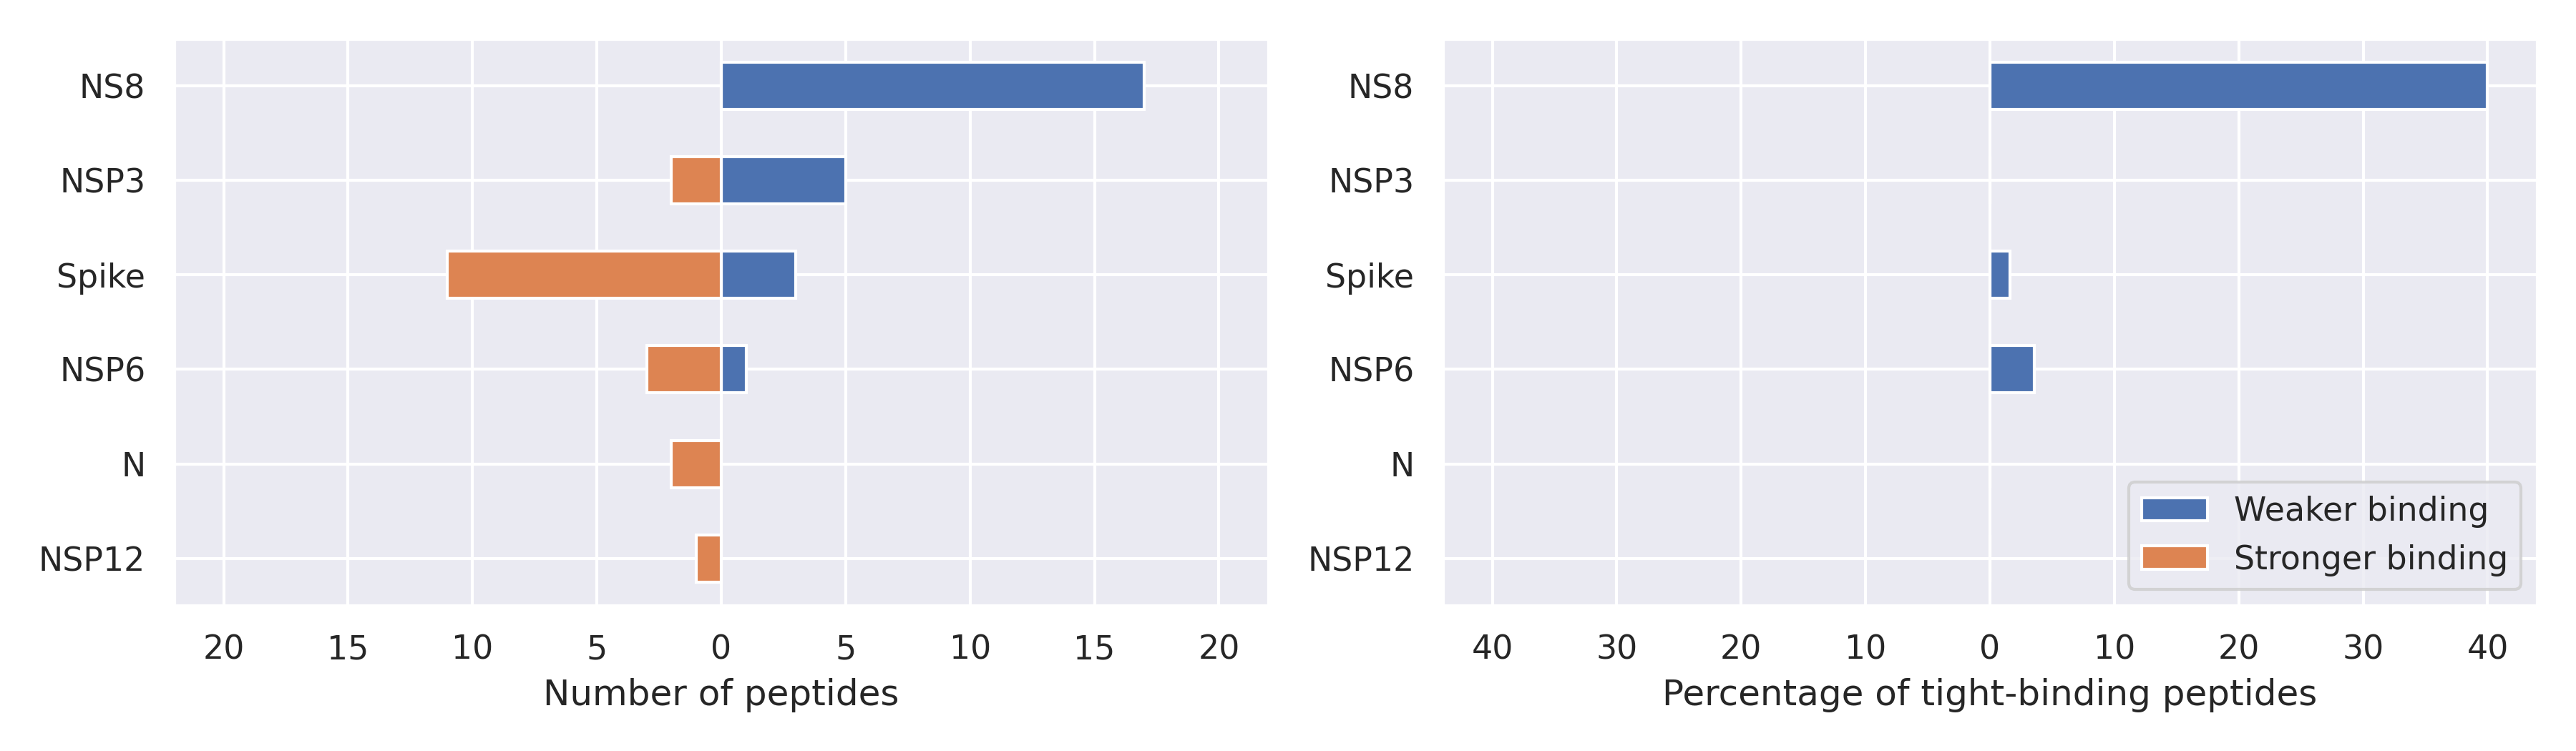 NS8
NSP3
Spike
NSP6
N
NSP12
20 15 10 5 0 5 10 15 20
Number of peptides
NS8
NSP3
Spike
NSP6
N
NSP12
40 30 20 10 0 10 20 30 40
Percentage of tight-binding peptides
Weaker binding
Stronger binding